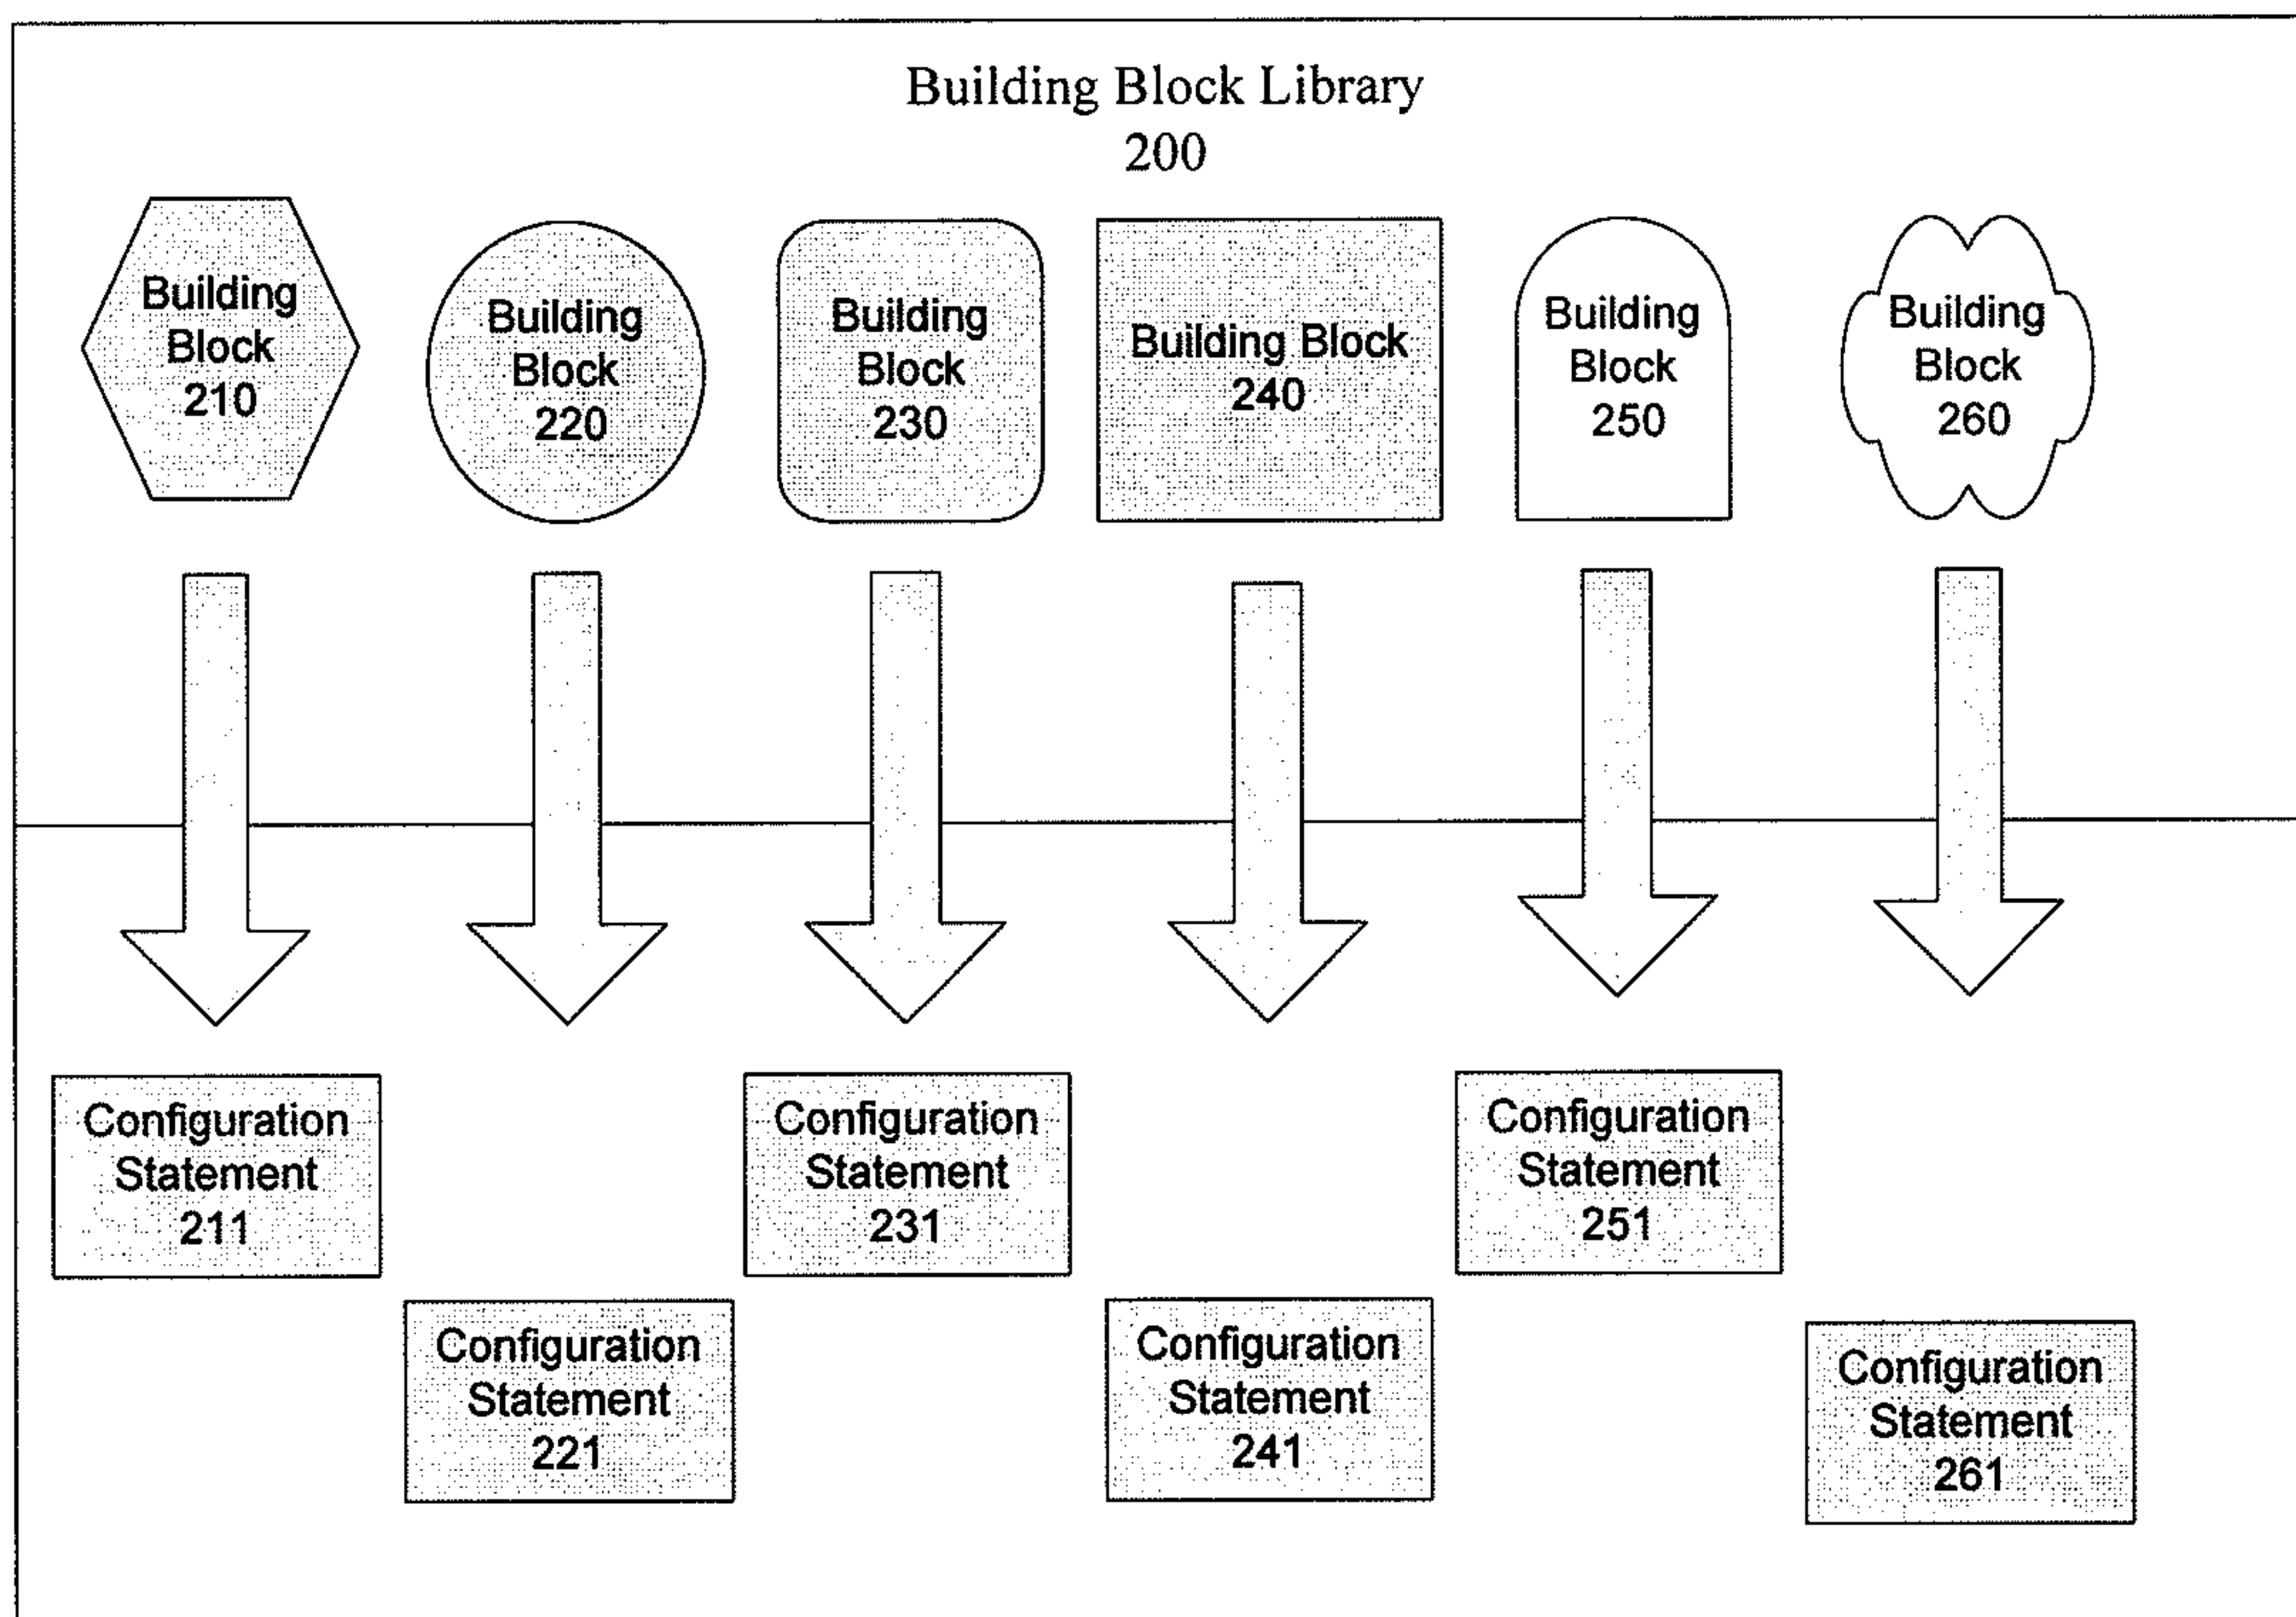 Building Block Library
200
Building
Block
210
Building
Block
220
Building
Block
230
Building Block
240
Building
Block
250
Building
Block
260
Configuration
Statement
211
Configuration
Statement
221
Configuration
Statement
231
Configuration
Statement
241
Configuration
Statement
251
Configuration
Statement
261